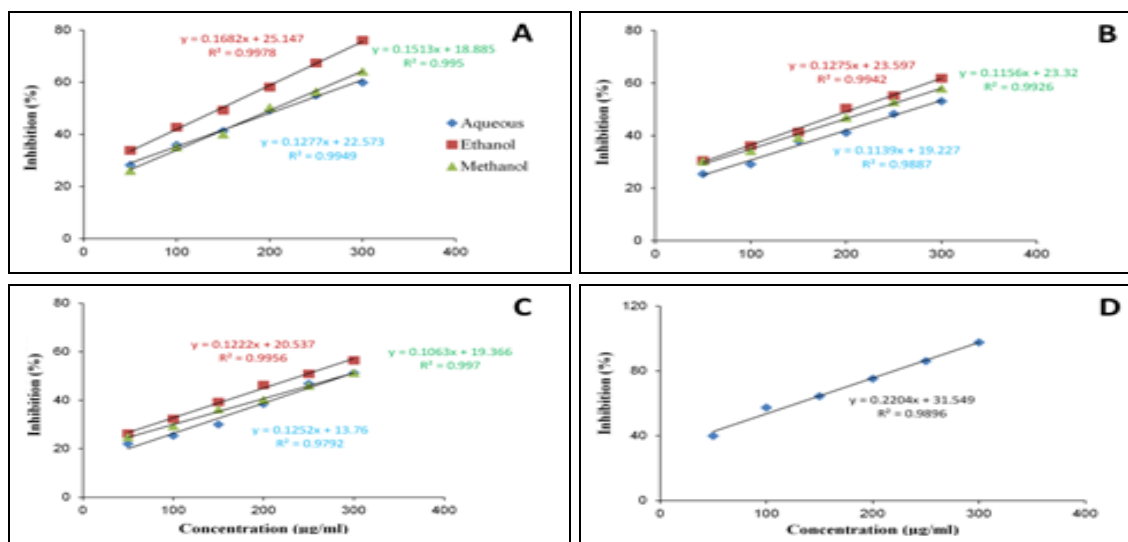 A
80
60
40
20
0
Inhibition (%)
y = 0.1682x + 25.147
R² = 0.9978
y = 0.1513x + 18.885
R² = 0.995
y = 0.1277x + 22.573
R² = 0.9949
Aqueous
Ethanol
Methanol
0 100 200 300 400
B
80
60
40
20
0
Inhibition (%)
y = 0.1275x + 23.597
R² = 0.9942
y = 0.1156x + 23.32
R² = 0.9926
y = 0.1139x + 19.227
R² = 0.9887
0 100 200 300 400
C
80
60
40
20
0
Inhibition (%)
y = 0.1222x + 20.537
R² = 0.9956
y = 0.1063x + 19.366
R² = 0.997
y = 0.1252x + 13.76
R² = 0.9792
0 100 200 300 400
Concentration (µg/ml)
D
120
80
40
0
Inhibition (%)
y = 0.2204x + 31.549
R² = 0.9896
0 100 200 300 400
Concentration (µg/ml)